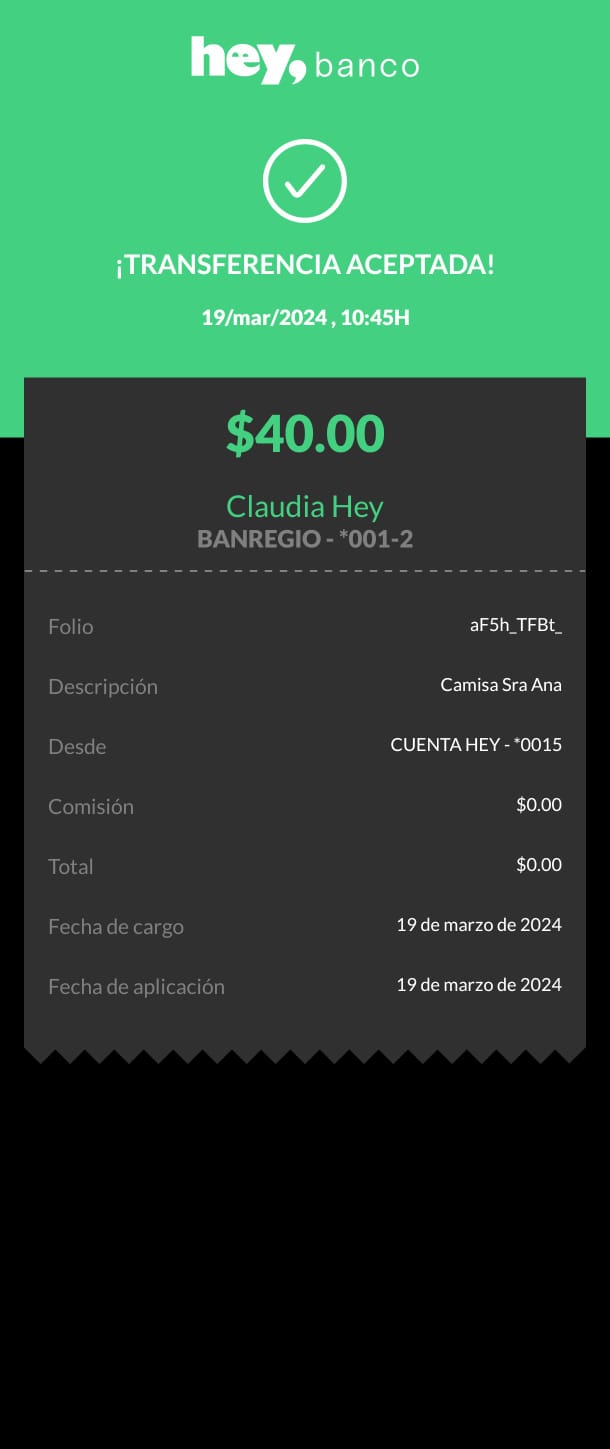 hey, banco
¡TRANSFERENCIA ACEPTADA!
19/mar/2024 , 10:45H
$40.00
Claudia Hey
BANREGIO - *001-2
Folio aF5h_TFBt_
Descripción Camisa Sra Ana
Desde CUENTA HEY - *0015
Comisión $0.00
Total $0.00
Fecha de cargo 19 de marzo de 2024
Fecha de aplicación 19 de marzo de 2024